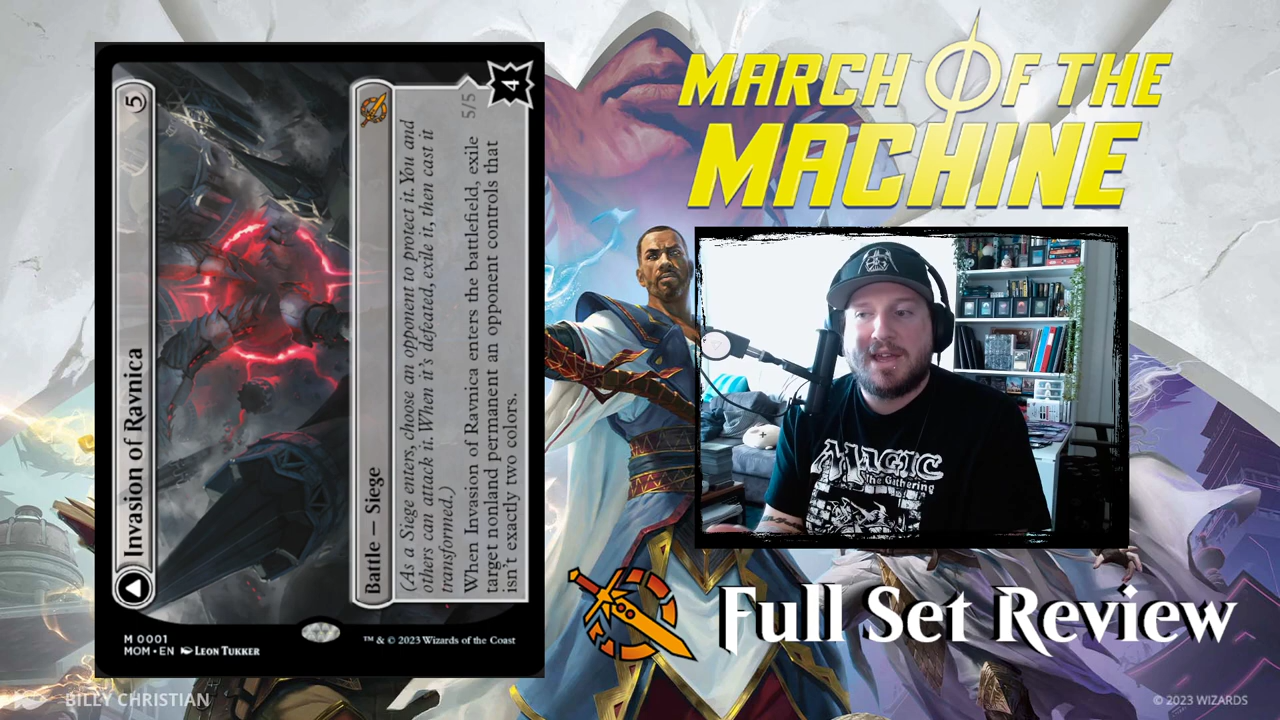 Invasion of Ravnica
5
Battle — Siege
(As a Siege enters, choose an opponent to protect it. You and
others can attack it. When it's defeated, exile it, then cast it
transformed.)
When Invasion of Ravnica enters the battlefield, exile
target nonland permanent an opponent controls that
isn't exactly two colors.
5/5
4
M 0001
MOM • EN LEON TUKKER
™ & © 2023 Wizards of the Coast
MARCH OF THE
MACHINE
MAGIC
the Gathering
Full Set Review
BILLY CHRISTIAN
© 2023 WIZARDS